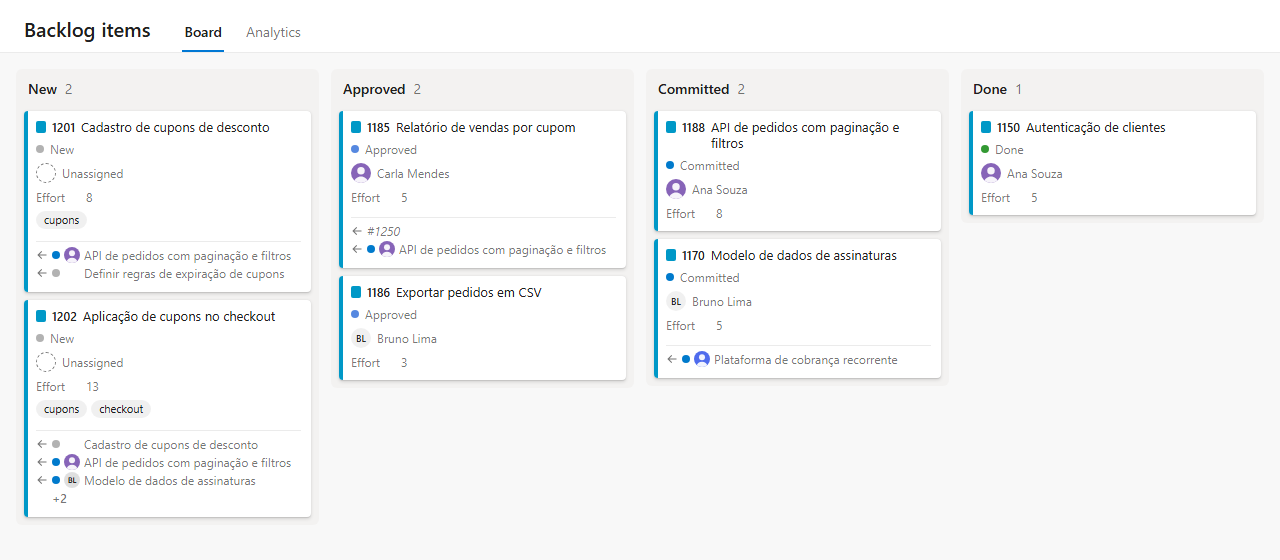 Backlog items
Board
Analytics
New 2
1201 Cadastro de cupons de desconto
New
Unassigned
Effort 8
cupons
← API de pedidos com paginação e filtros
← Definir regras de expiração de cupons
1202 Aplicação de cupons no checkout
New
Unassigned
Effort 13
cupons checkout
← Cadastro de cupons de desconto
← API de pedidos com paginação e filtros
← BL Modelo de dados de assinaturas
+2
Approved 2
1185 Relatório de vendas por cupom
Approved
Carla Mendes
Effort 5
← #1250
← API de pedidos com paginação e filtros
1186 Exportar pedidos em CSV
Approved
BL Bruno Lima
Effort 3
Committed 2
1188 API de pedidos com paginação e
filtros
Committed
Ana Souza
Effort 8
1170 Modelo de dados de assinaturas
Committed
BL Bruno Lima
Effort 5
← Plataforma de cobrança recorrente
Done 1
1150 Autenticação de clientes
Done
Ana Souza
Effort 5